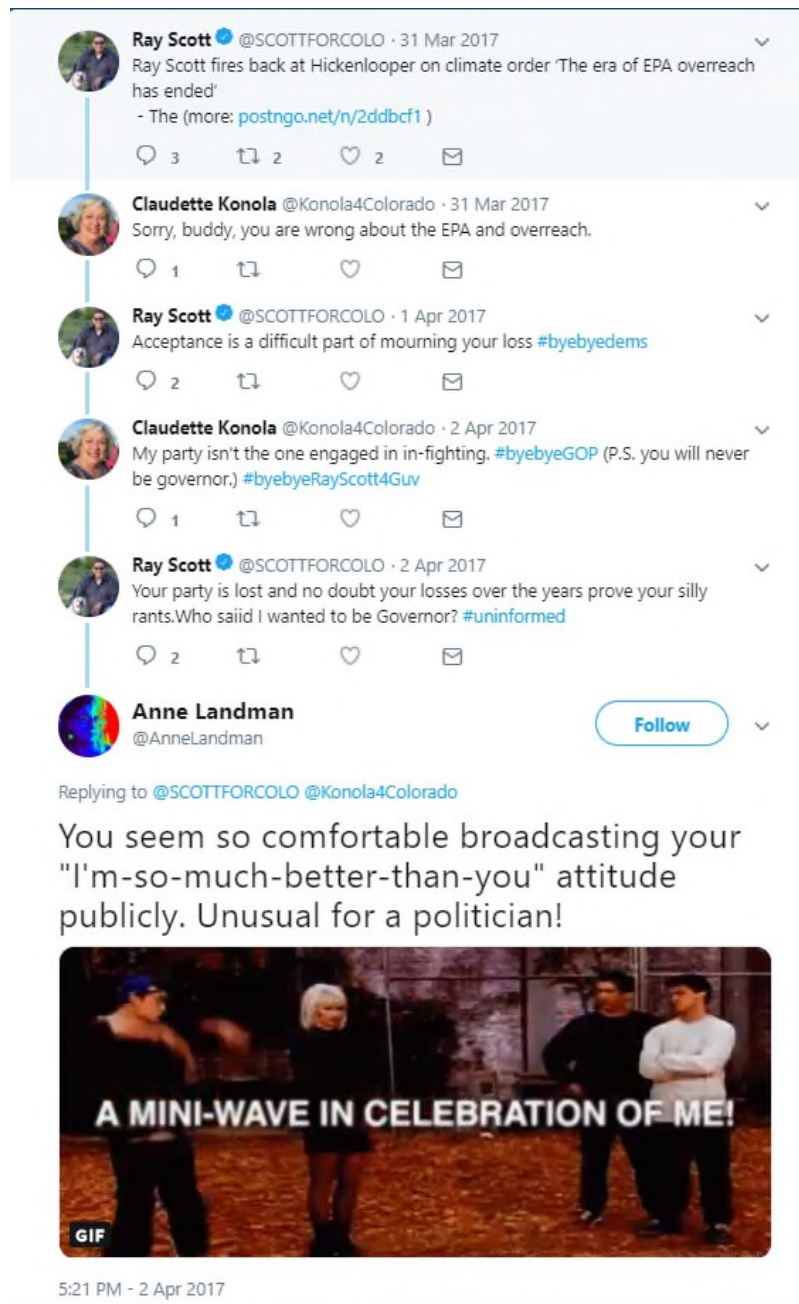 Ray Scott @SCOTTFORCOLO · 31 Mar 2017
Ray Scott fires back at Hickenlooper on climate order 'The era of EPA overreach
has ended'
- The (more: postngo.net/n/2ddbcf1 )
3 2 2
Claudette Konola @Konola4Colorado · 31 Mar 2017
Sorry, buddy, you are wrong about the EPA and overreach.
1
Ray Scott @SCOTTFORCOLO · 1 Apr 2017
Acceptance is a difficult part of mourning your loss #byebyedems
2
Claudette Konola @Konola4Colorado · 2 Apr 2017
My party isn't the one engaged in in-fighting. #byebyeGOP (P.S. you will never
be governor.) #byebyeRayScott4Guv
1
Ray Scott @SCOTTFORCOLO · 2 Apr 2017
Your party is lost and no doubt your losses over the years prove your silly
rants.Who saiid I wanted to be Governor? #uninformed
2
Anne Landman
@AnneLandman
Follow
Replying to @SCOTTFORCOLO @Konola4Colorado
You seem so comfortable broadcasting your
"I'm-so-much-better-than-you" attitude
publicly. Unusual for a politician!
A MINI-WAVE IN CELEBRATION OF ME!
GIF
5:21 PM - 2 Apr 2017